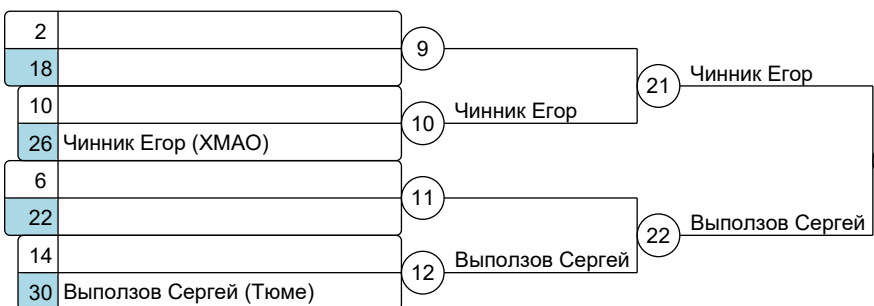 2
18
9
Чинник Егор
21
10
Чинник Егор
10
26 Чинник Егор (ХМАО)
6
11
22
Выползов Сергей
22
14
Выползов Сергей
12
30 Выползов Сергей (Тюме)